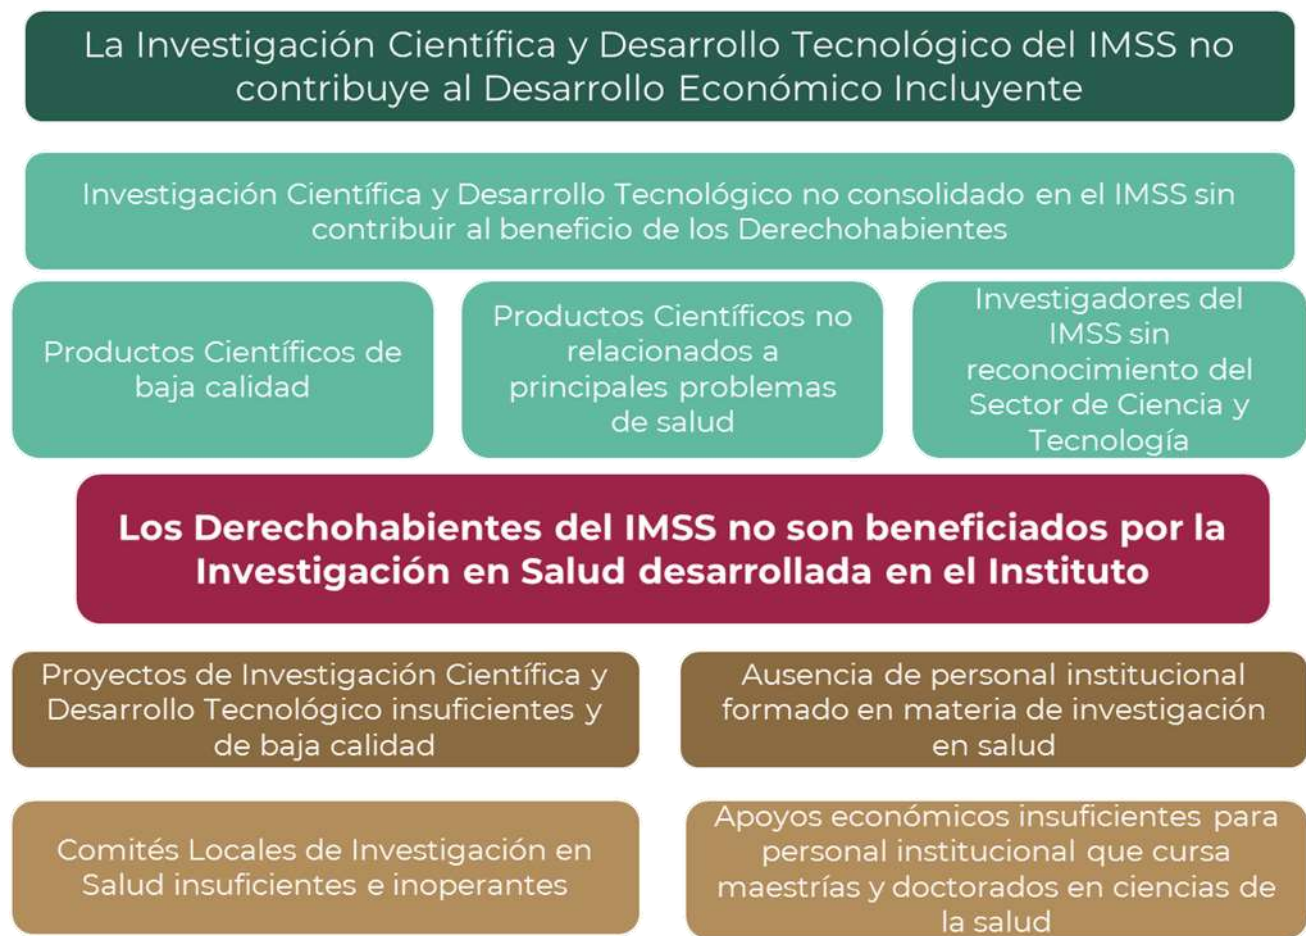 La Investigación Científica y Desarrollo Tecnológico del IMSS no
contribuye al Desarrollo Económico Incluyente
Investigación Científica y Desarrollo Tecnológico no consolidado en el IMSS sin
contribuir al beneficio de los Derechohabientes
Productos Científicos de
baja calidad
Productos Científicos no
relacionados a
principales problemas
de salud
Investigadores del
IMSS sin
reconocimiento del
Sector de Ciencia y
Tecnología
Los Derechohabientes del IMSS no son beneficiados por la
Investigación en Salud desarrollada en el Instituto
Proyectos de Investigación Científica y
Desarrollo Tecnológico insuficientes y
de baja calidad
Ausencia de personal institucional
formado en materia de investigación
en salud
Comités Locales de Investigación en
Salud insuficientes e inoperantes
Apoyos económicos insuficientes para
personal institucional que cursa
maestrías y doctorados en ciencias de
la salud